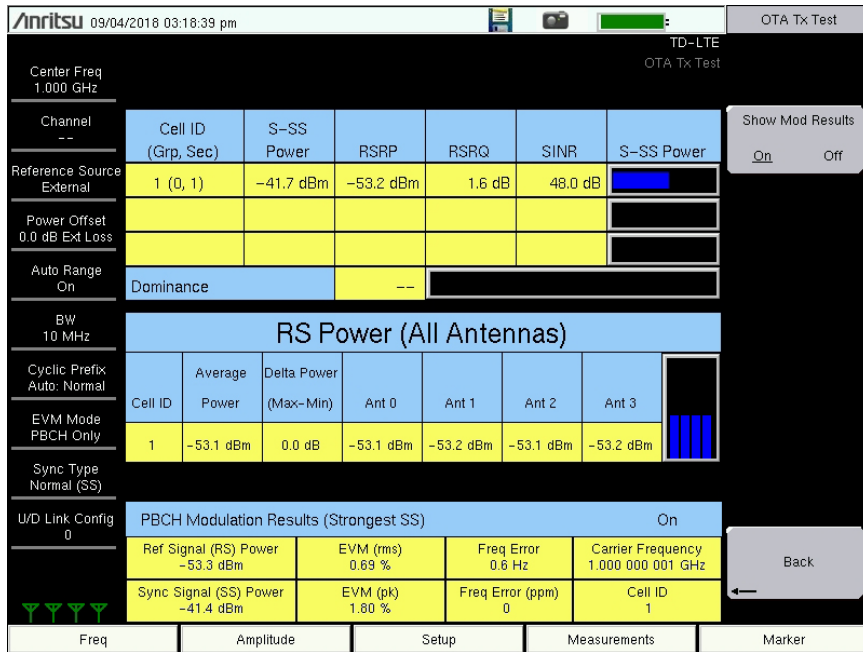 /inritsu 09/04/2018 03:18:39 pm
OTA Tx Test
TD-LTE
OTA Tx Test
Center Freq
1.000 GHz
Channel
--
Reference Source
External
Power Offset
0.0 dB Ext Loss
Auto Range
On
BW
10 MHz
Cyclic Prefix
Auto: Normal
EVM Mode
PBCH Only
Sync Type
Normal (SS)
U/D Link Config
0
Cell ID
(Grp, Sec)
S-SS
Power
RSRP
RSRQ
SINR
S-SS Power
1 (0, 1)
-41.7 dBm
-53.2 dBm
1.6 dB
48.0 dB
Dominance
--
RS Power (All Antennas)
Cell ID
Average
Power
Delta Power
(Max-Min)
Ant 0
Ant 1
Ant 2
Ant 3
1
-53.1 dBm
0.0 dB
-53.1 dBm
-53.2 dBm
-53.1 dBm
-53.2 dBm
PBCH Modulation Results (Strongest SS)
On
Ref Signal (RS) Power
-53.3 dBm
EVM (rms)
0.69 %
Freq Error
0.6 Hz
Carrier Frequency
1.000 000 001 GHz
Sync Signal (SS) Power
-41.4 dBm
EVM (pk)
1.80 %
Freq Error (ppm)
0
Cell ID
1
Show Mod Results
On Off
Back
Freq
Amplitude
Setup
Measurements
Marker